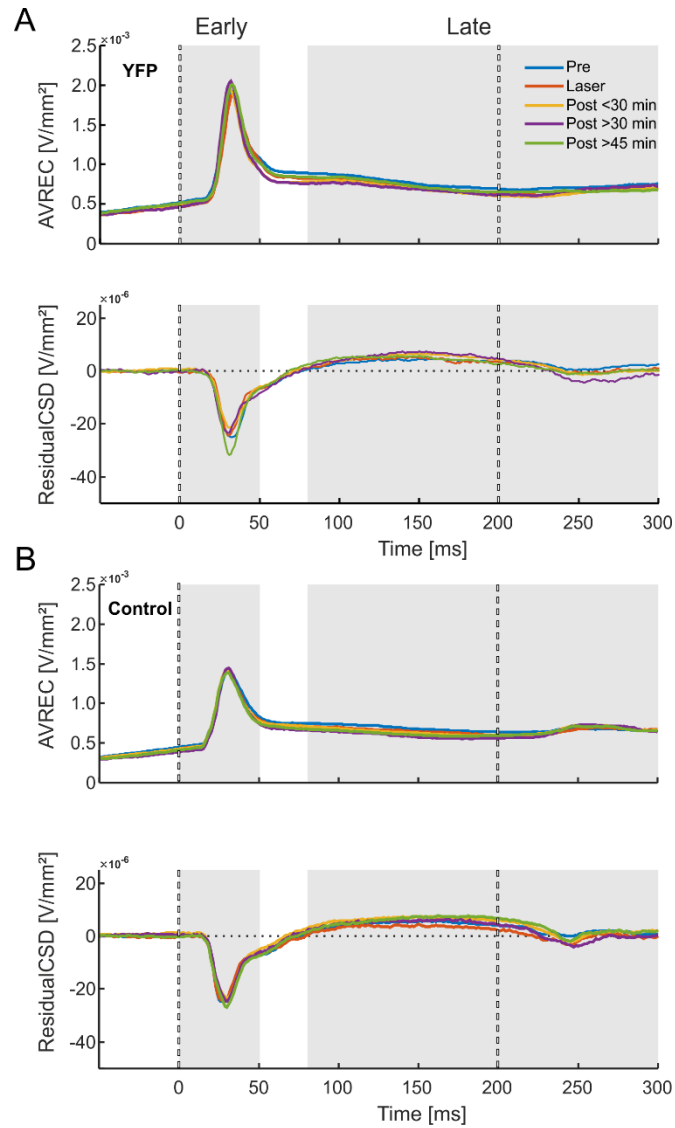 A
Early
Late
×10⁻³
2.5
2.0
1.5
1.0
0.5
0
AVREC [V/mm²]
YFP
Pre
Laser
Post <30 min
Post >30 min
Post >45 min
×10⁻⁶
20
0
-20
-40
ResidualCSD [V/mm²]
0 50 100 150 200 250 300
Time [ms]
B
×10⁻³
2.5
2.0
1.5
1.0
0.5
0
AVREC [V/mm²]
Control
×10⁻⁶
20
0
-20
-40
ResidualCSD [V/mm²]
0 50 100 150 200 250 300
Time [ms]